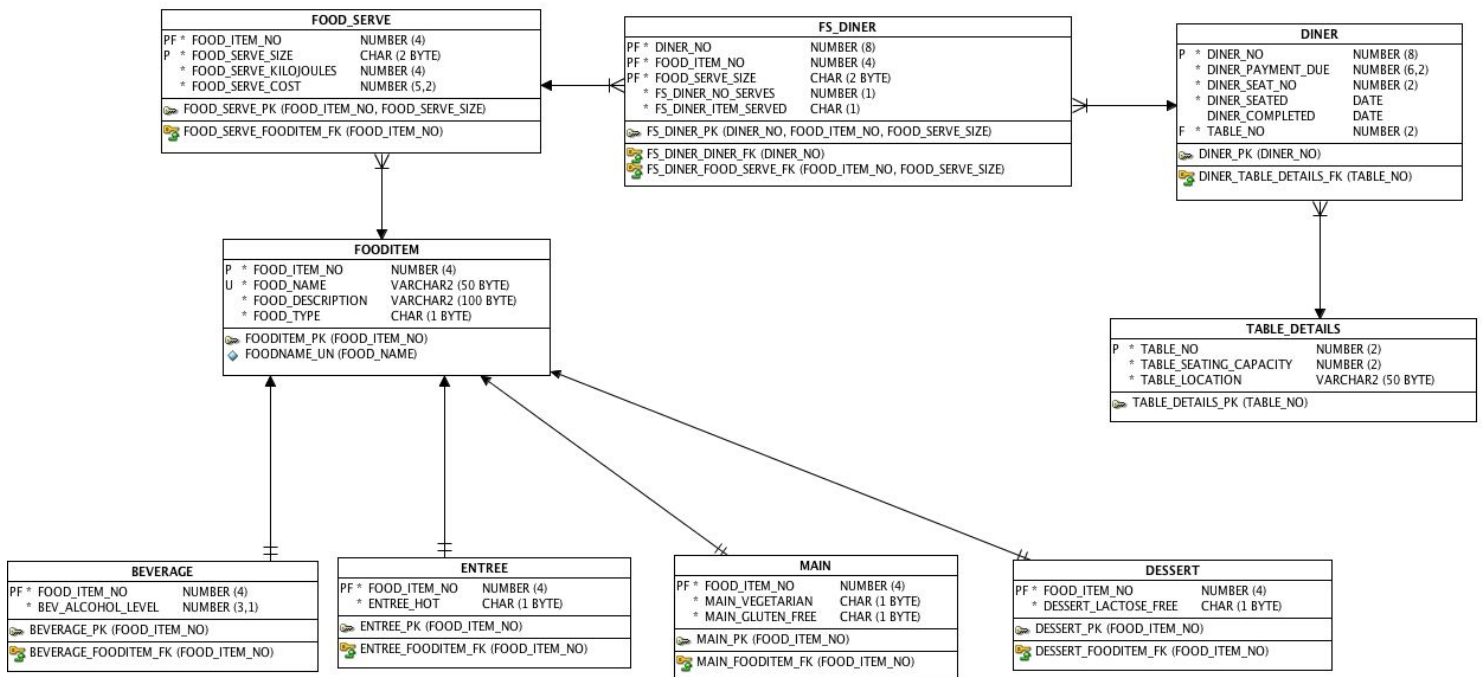 FOOD_SERVE
PF * FOOD_ITEM_NO NUMBER (4)
P * FOOD_SERVE_SIZE CHAR (2 BYTE)
* FOOD_SERVE_KILOJOULES NUMBER (4)
* FOOD_SERVE_COST NUMBER (5,2)
FOOD_SERVE_PK (FOOD_ITEM_NO, FOOD_SERVE_SIZE)
FOOD_SERVE_FOODITEM_FK (FOOD_ITEM_NO)
FS_DINER
PF * DINER_NO NUMBER (8)
PF * FOOD_ITEM_NO NUMBER (4)
PF * FOOD_SERVE_SIZE CHAR (2 BYTE)
* FS_DINER_NO_SERVES NUMBER (1)
* FS_DINER_ITEM_SERVED CHAR (1)
FS_DINER_PK (DINER_NO, FOOD_ITEM_NO, FOOD_SERVE_SIZE)
FS_DINER_DINER_FK (DINER_NO)
FS_DINER_FOOD_SERVE_FK (FOOD_ITEM_NO, FOOD_SERVE_SIZE)
DINER
P * DINER_NO NUMBER (8)
* DINER_PAYMENT_DUE NUMBER (6,2)
* DINER_SEAT_NO NUMBER (2)
* DINER_SEATED DATE
DINER_COMPLETED DATE
F * TABLE_NO NUMBER (2)
DINER_PK (DINER_NO)
DINER_TABLE_DETAILS_FK (TABLE_NO)
FOODITEM
P * FOOD_ITEM_NO NUMBER (4)
U * FOOD_NAME VARCHAR2 (50 BYTE)
* FOOD_DESCRIPTION VARCHAR2 (100 BYTE)
* FOOD_TYPE CHAR (1 BYTE)
FOODITEM_PK (FOOD_ITEM_NO)
FOODNAME_UN (FOOD_NAME)
TABLE_DETAILS
P * TABLE_NO NUMBER (2)
* TABLE_SEATING_CAPACITY NUMBER (2)
* TABLE_LOCATION VARCHAR2 (50 BYTE)
TABLE_DETAILS_PK (TABLE_NO)
BEVERAGE
PF * FOOD_ITEM_NO NUMBER (4)
* BEV_ALCOHOL_LEVEL NUMBER (3,1)
BEVERAGE_PK (FOOD_ITEM_NO)
BEVERAGE_FOODITEM_FK (FOOD_ITEM_NO)
ENTREE
PF * FOOD_ITEM_NO NUMBER (4)
* ENTREE_HOT CHAR (1 BYTE)
ENTREE_PK (FOOD_ITEM_NO)
ENTREE_FOODITEM_FK (FOOD_ITEM_NO)
MAIN
PF * FOOD_ITEM_NO NUMBER (4)
* MAIN_VEGETARIAN CHAR (1 BYTE)
* MAIN_GLUTEN_FREE CHAR (1 BYTE)
MAIN_PK (FOOD_ITEM_NO)
MAIN_FOODITEM_FK (FOOD_ITEM_NO)
DESSERT
PF * FOOD_ITEM_NO NUMBER (4)
* DESSERT_LACTOSE_FREE CHAR (1 BYTE)
DESSERT_PK (FOOD_ITEM_NO)
DESSERT_FOODITEM_FK (FOOD_ITEM_NO)